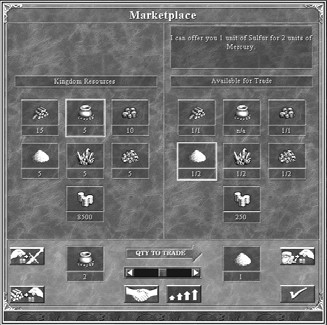 Marketplace
I can offer you 1 unit of Sulfur for 2 units of
Mercury.
Kingdom Resources
Available for Trade
15 5 10
1/1 n/a 1/1
5 5 5
1/2 1/2 1/2
8500
250
QTY TO TRADE
2
1